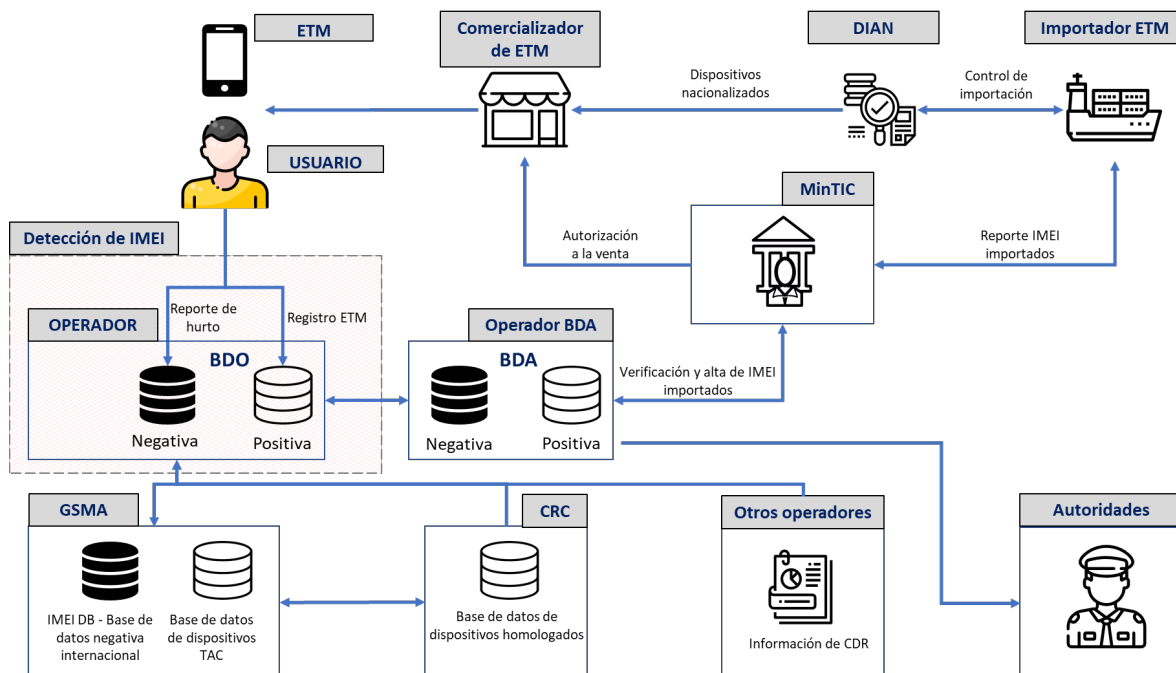 ETM
Comercializador
de ETM
DIAN
Importador ETM
Dispositivos
nacionalizados
Control de
importación
USUARIO
MinTIC
Detección de IMEI
Autorización
a la venta
Reporte IMEI
importados
OPERADOR
Reporte de
hurto
Registro ETM
Operador BDA
BDO
BDA
Verificación y alta de IMEI
importados
Negativa
Positiva
Negativa
Positiva
GSMA
CRC
Otros operadores
Autoridades
IMEI DB - Base de
datos negativa
internacional
Base de datos
de dispositivos
TAC
Base de datos de
dispositivos homologados
Información de CDR